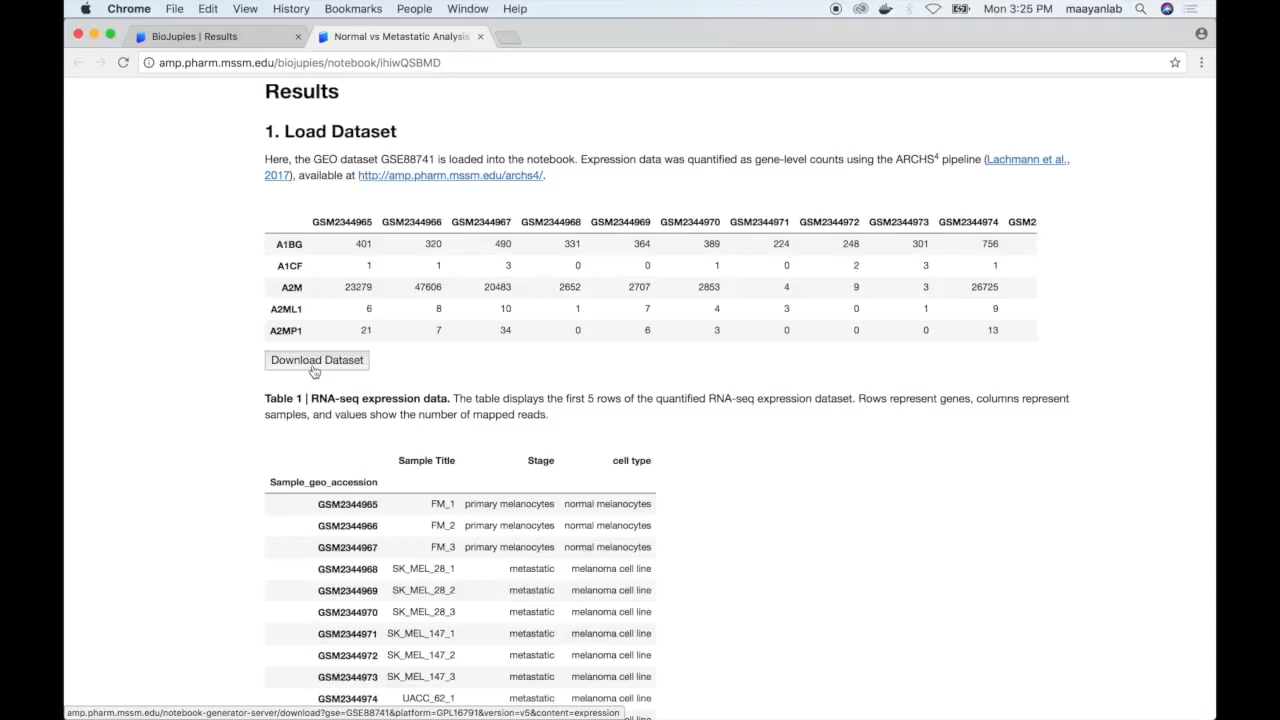 Chrome File Edit View History Bookmarks People Window Help Mon 3:25 PM maayanlab
BioJupies | Results Normal vs Metastatic Analysis
amp.pharm.mssm.edu/biojupies/notebook/ihiwQSBMD
Results
1. Load Dataset
Here, the GEO dataset GSE88741 is loaded into the notebook. Expression data was quantified as gene-level counts using the ARCHS⁴ pipeline (Lachmann et al.,
2017), available at http://amp.pharm.mssm.edu/archs4/.
GSM2344965 GSM2344966 GSM2344967 GSM2344968 GSM2344969 GSM2344970 GSM2344971 GSM2344972 GSM2344973 GSM2344974 GSM2
A1BG 401 320 490 331 364 389 224 248 301 756
A1CF 1 1 3 0 0 1 0 2 3 1
A2M 23279 47606 20483 2652 2707 2853 4 9 3 26725
A2ML1 6 8 10 1 7 4 3 0 1 9
A2MP1 21 7 34 0 6 3 0 0 0 13
Download Dataset
Table 1 | RNA-seq expression data. The table displays the first 5 rows of the quantified RNA-seq expression dataset. Rows represent genes, columns represent
samples, and values show the number of mapped reads.
Sample Title Stage cell type
Sample_geo_accession
GSM2344965 FM_1 primary melanocytes normal melanocytes
GSM2344966 FM_2 primary melanocytes normal melanocytes
GSM2344967 FM_3 primary melanocytes normal melanocytes
GSM2344968 SK_MEL_28_1 metastatic melanoma cell line
GSM2344969 SK_MEL_28_2 metastatic melanoma cell line
GSM2344970 SK_MEL_28_3 metastatic melanoma cell line
GSM2344971 SK_MEL_147_1 metastatic melanoma cell line
GSM2344972 SK_MEL_147_2 metastatic melanoma cell line
GSM2344973 SK_MEL_147_3 metastatic melanoma cell line
GSM2344974 UACC_62_1 metastatic melanoma cell line
amp.pharm.mssm.edu/notebook-generator-server/download?gse=GSE88741&platform=GPL16791&version=v5&content=expression